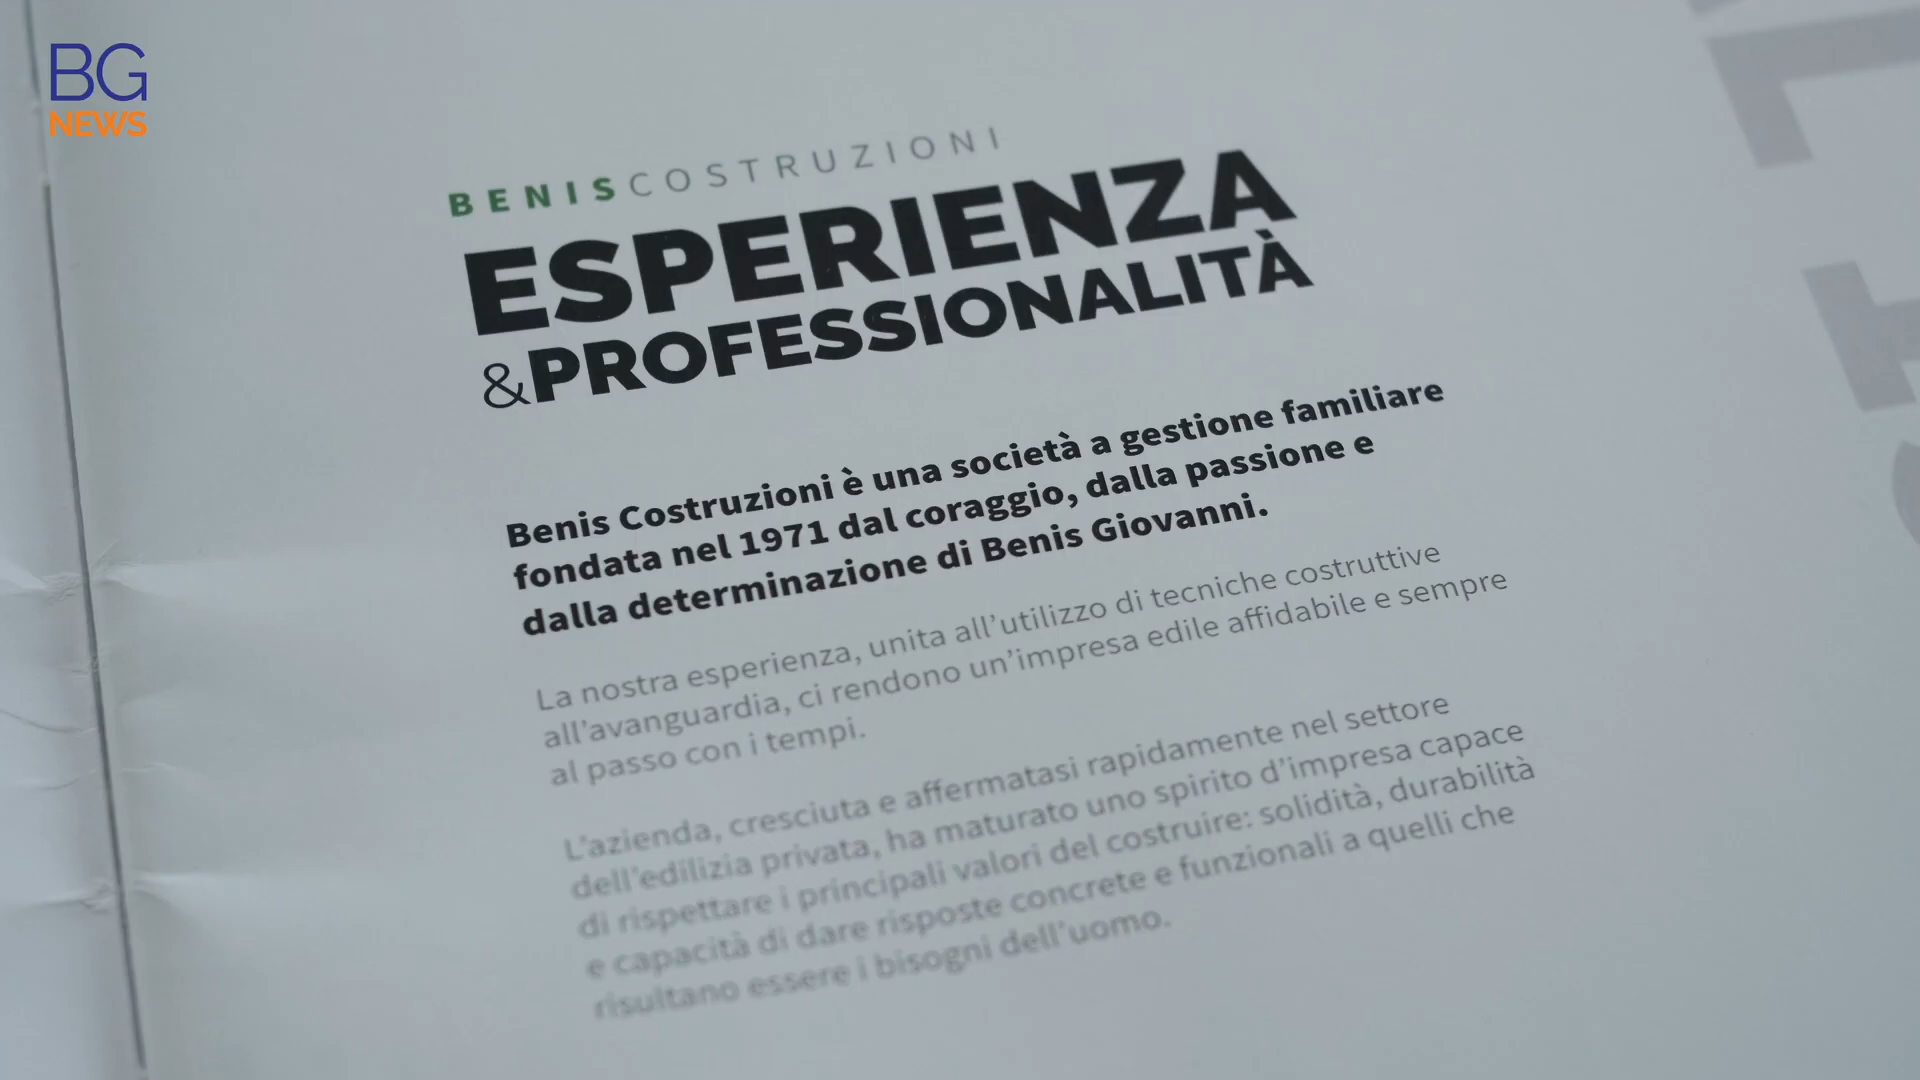 BG
NEWS
BENISCOSTRUZIONI
ESPERIENZA
&PROFESSIONALITÀ
Benis Costruzioni è una società a gestione familiare
fondata nel 1971 dal coraggio, dalla passione e
dalla determinazione di Benis Giovanni.
La nostra esperienza, unita all’utilizzo di tecniche costruttive
all’avanguardia, ci rendono un’impresa edile affidabile e sempre
al passo con i tempi.
L’azienda, cresciuta e affermatasi rapidamente nel settore
dell’edilizia privata, ha maturato uno spirito d’impresa capace
di rispettare i principali valori del costruire: solidità, durabilità
e capacità di dare risposte concrete e funzionali a quelli che
risultano essere i bisogni dell’uomo.